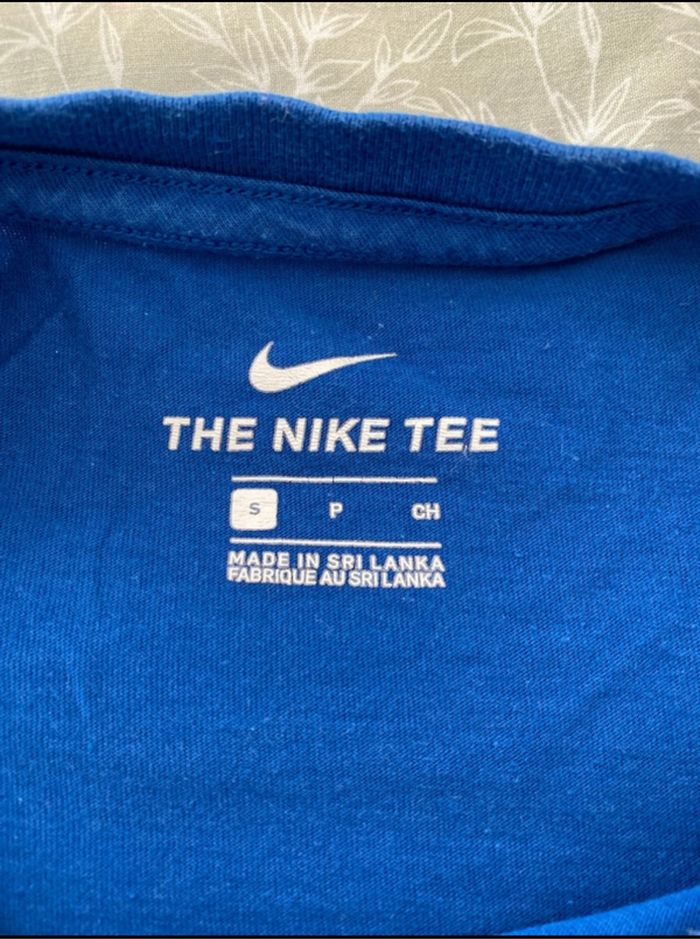 THE NIKE TEE
S P CH
MADE IN SRI LANKA
FABRIQUE AU SRI LANKA